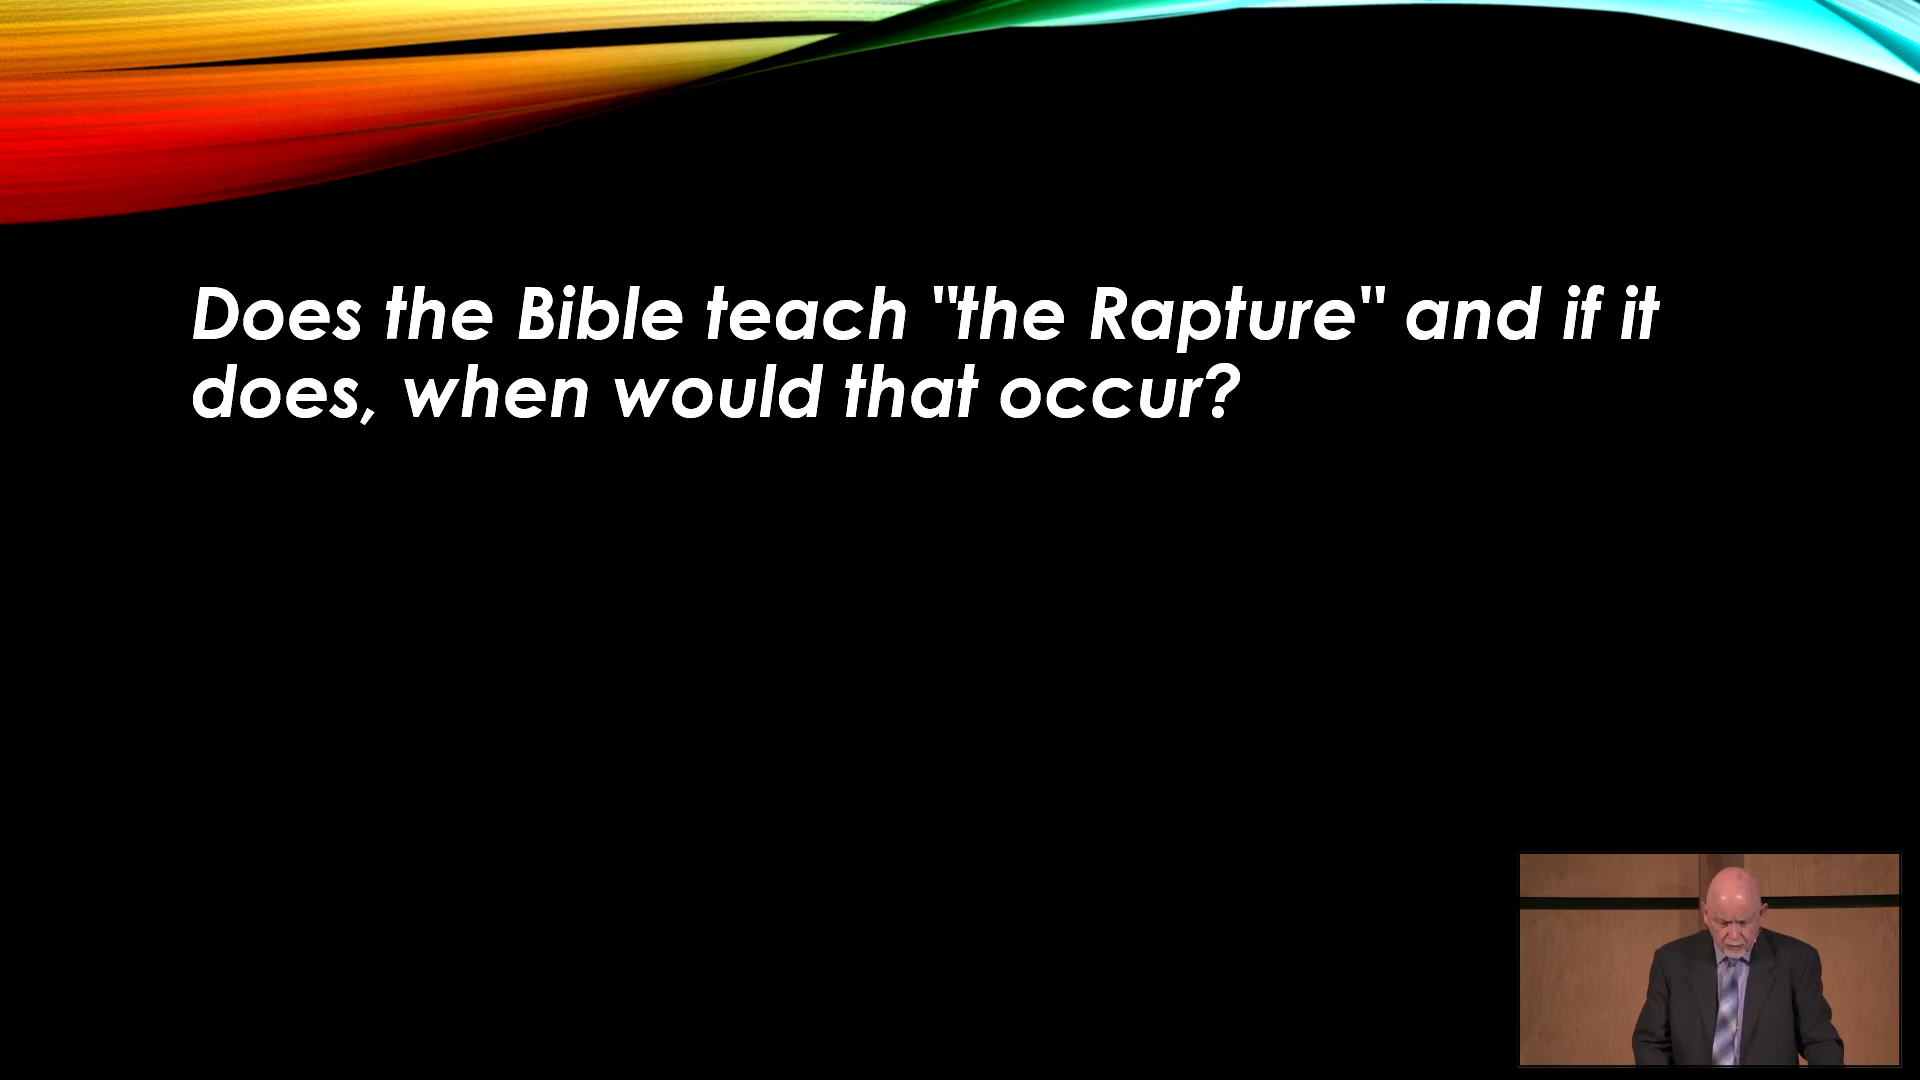 Does the Bible teach "the Rapture" and if it
does, when would that occur?